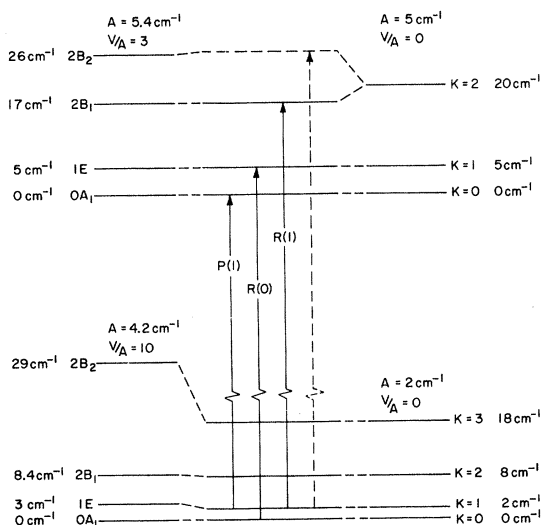 A = 5.4 cm⁻¹
V/A = 3
A = 5 cm⁻¹
V/A = 0
26 cm⁻¹ 2B₂
K = 2 20 cm⁻¹
17 cm⁻¹ 2B₁
5 cm⁻¹ 1E
K = 1 5 cm⁻¹
0 cm⁻¹ 0A₁
K = 0 0 cm⁻¹
P(1)
R(0)
R(1)
A = 4.2 cm⁻¹
V/A = 10
29 cm⁻¹ 2B₂
A = 2 cm⁻¹
V/A = 0
K = 3 18 cm⁻¹
8.4 cm⁻¹ 2B₁
K = 2 8 cm⁻¹
3 cm⁻¹ 1E
K = 1 2 cm⁻¹
0 cm⁻¹ 0A₁
K = 0 0 cm⁻¹